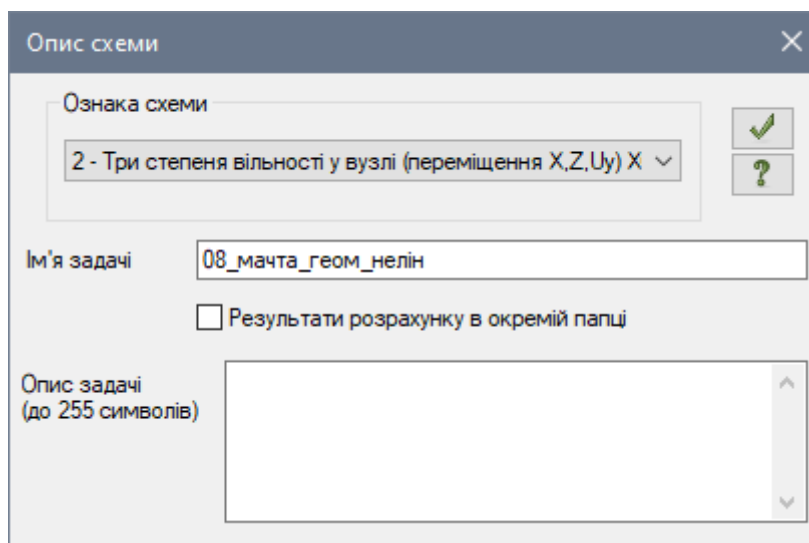 Опис схеми
Ознака схеми
2 - Три степеня вільності у вузлі (переміщення X,Z,Uy) X
Ім'я задачі
08_мачта_геом_нелін
Результати розрахунку в окремій папці
Опис задачі
(до 255 символів)